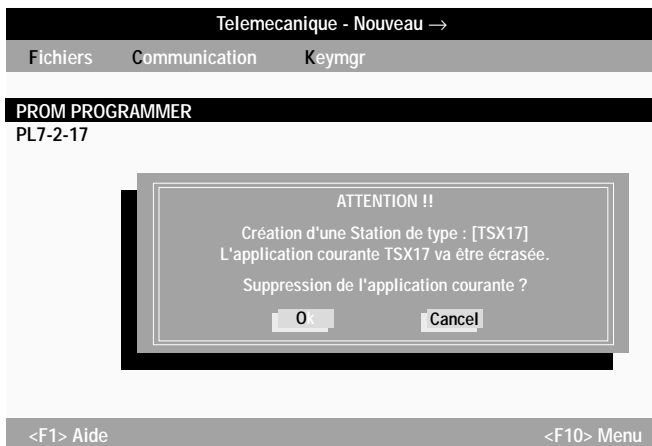 Telemecanique - Nouveau →
Fichiers Communication Keymgr
PROM PROGRAMMER
PL7-2-17
ATTENTION !!
Création d'une Station de type : [TSX17]
L'application courante TSX17 va être écrasée.
Suppression de l'application courante ?
Ok Cancel
<F1> Aide <F10> Menu